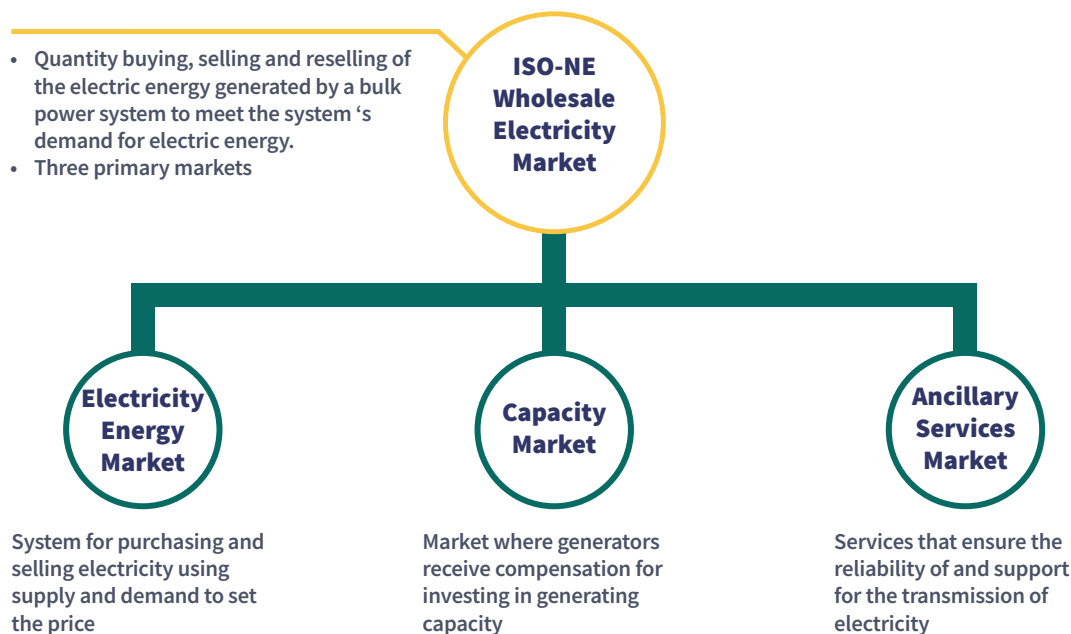 • Quantity buying, selling and reselling of
the electric energy generated by a bulk
power system to meet the system ‘s
demand for electric energy.
• Three primary markets
ISO-NE
Wholesale
Electricity
Market
Electricity
Energy
Market
System for purchasing and
selling electricity using
supply and demand to set
the price
Capacity
Market
Market where generators
receive compensation for
investing in generating
capacity
Ancillary
Services
Market
Services that ensure the
reliability of and support
for the transmission of
electricity